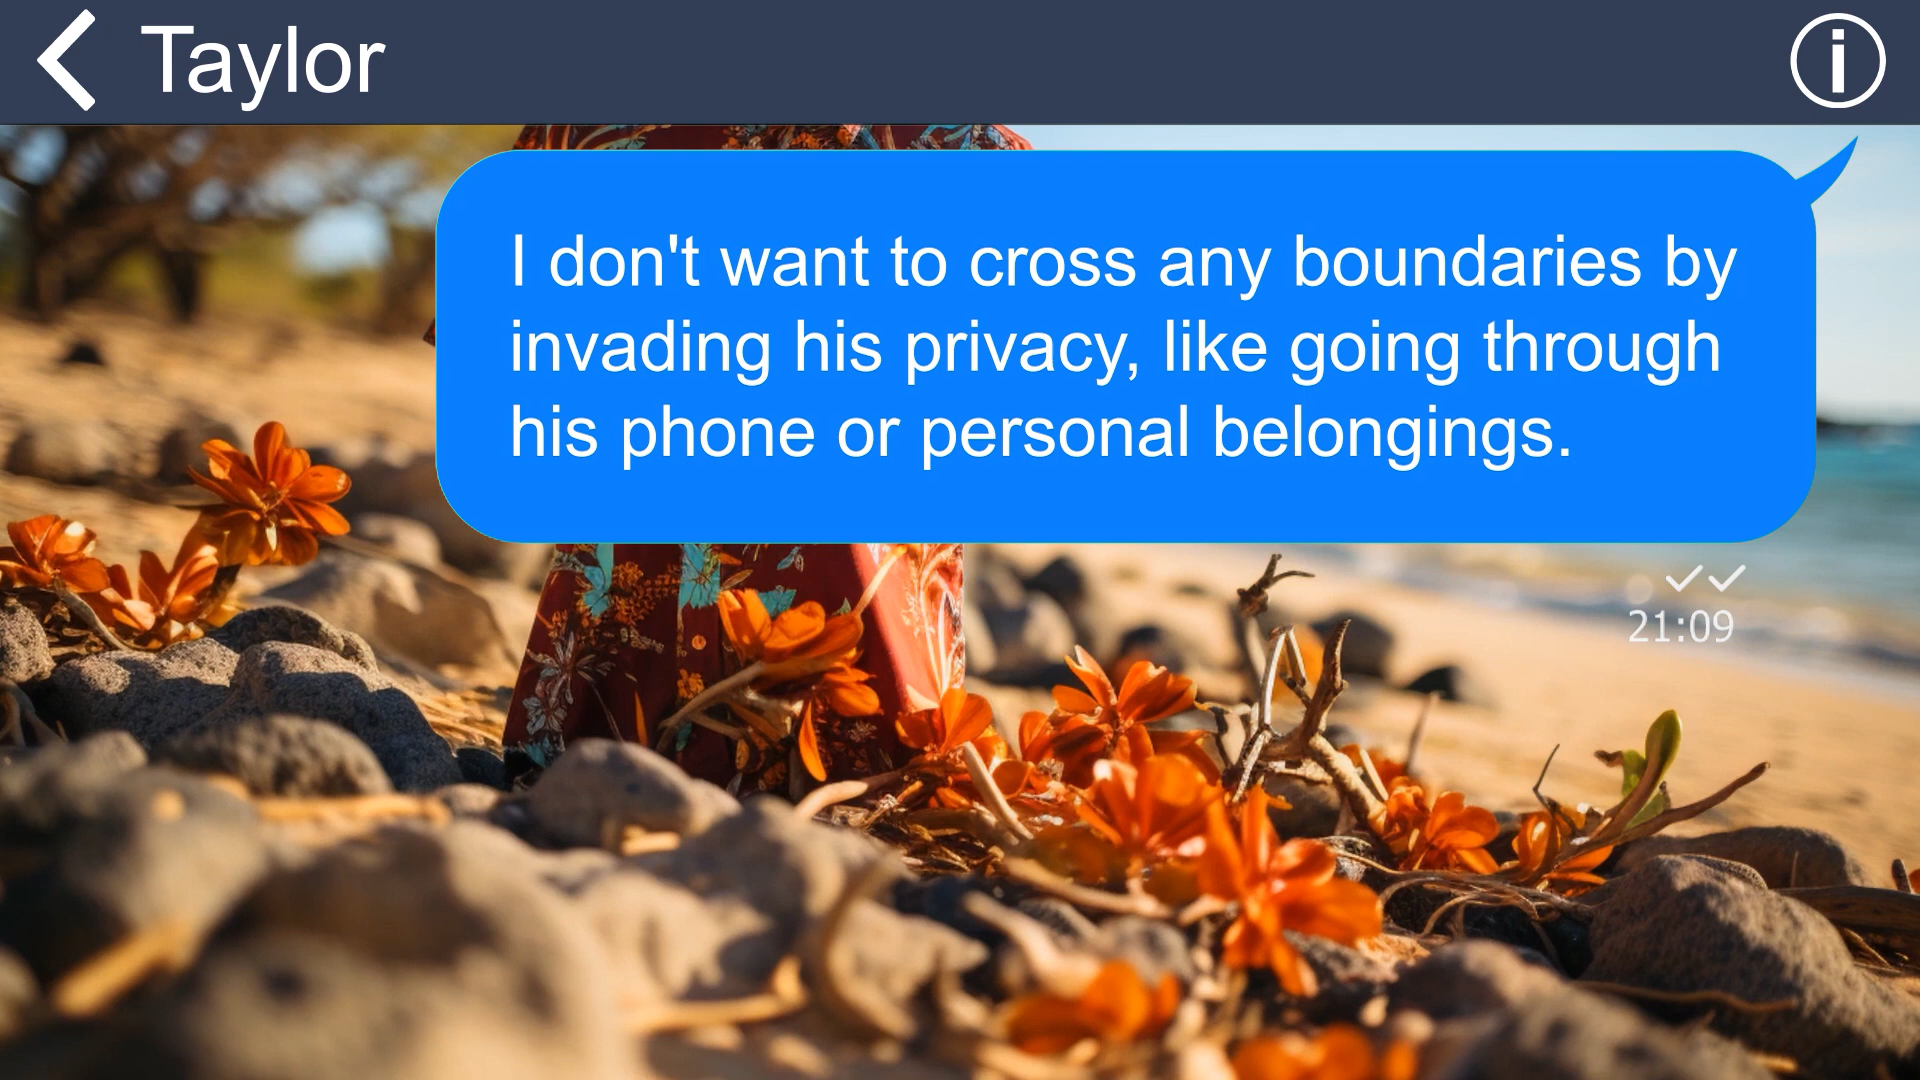 Taylor
I don't want to cross any boundaries by
invading his privacy, like going through
his phone or personal belongings.
21:09